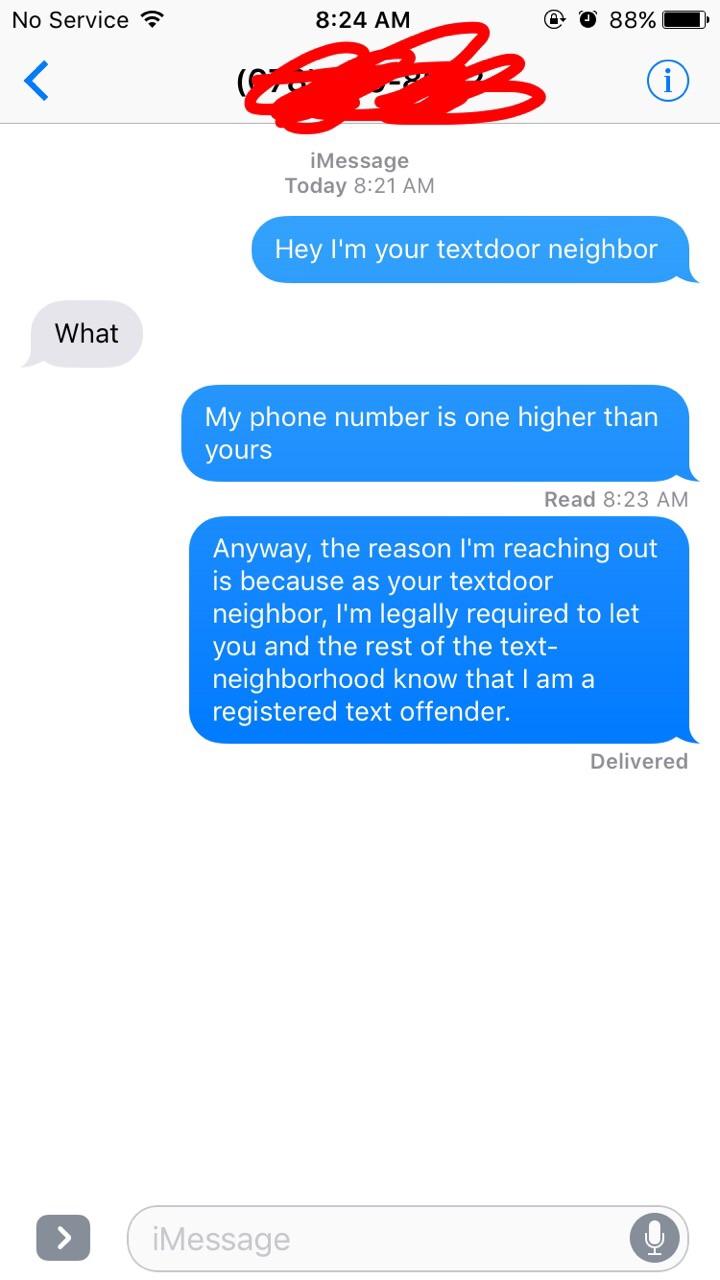 No Service 8:24 AM 88%
iMessage
Today 8:21 AM
Hey I'm your textdoor neighbor
What
My phone number is one higher than
yours
Read 8:23 AM
Anyway, the reason I'm reaching out
is because as your textdoor
neighbor, I'm legally required to let
you and the rest of the text-
neighborhood know that I am a
registered text offender.
Delivered
iMessage